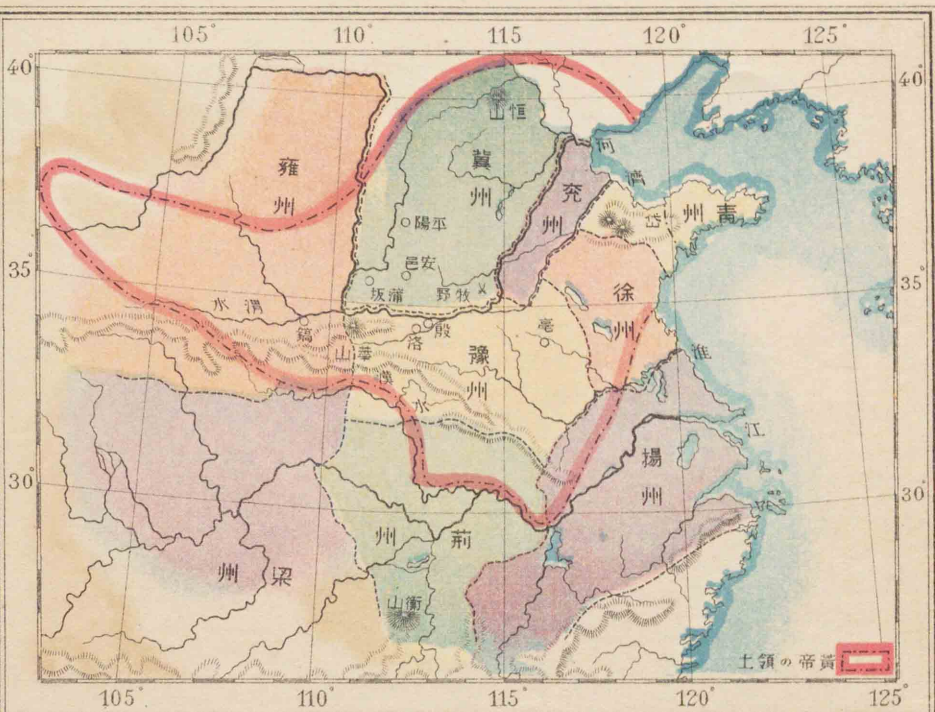 105° 110° 115° 120° 125°
40° 40°
恒山
河
濟
雍州
冀州
兗州
青州
岱
平陽
安邑
35° 35°
蒲坂
牧野
徐州
渭水
鎬
華山
洛
殷
亳
豫州
淮
漢水
江
揚州
30° 30°
荊州
梁州
衡山
黃帝の領土
105° 110° 115° 120° 125°